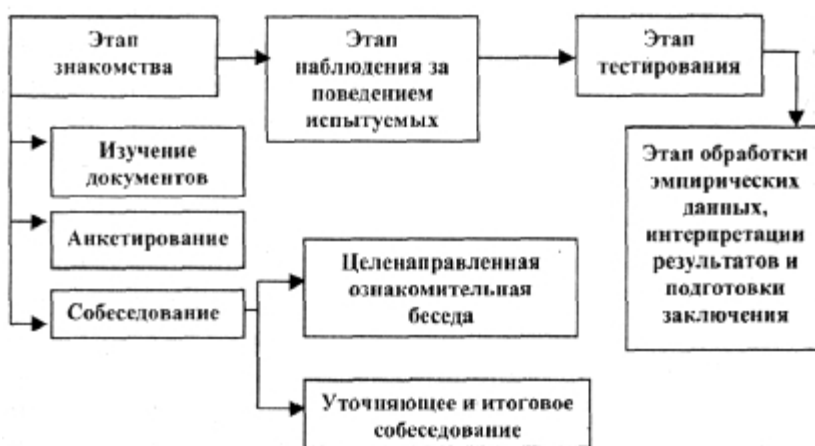 Этап
знакомства
Этап
наблюдения за
поведением
испытуемых
Этап
тестирования
Изучение
документов
Анкетирование
Собеседование
Целенаправленная
ознакомительная
беседа
Уточняющее и итоговое
собеседование
Этап обработки
эмпирических
данных,
интерпретации
результатов и
подготовки
заключения